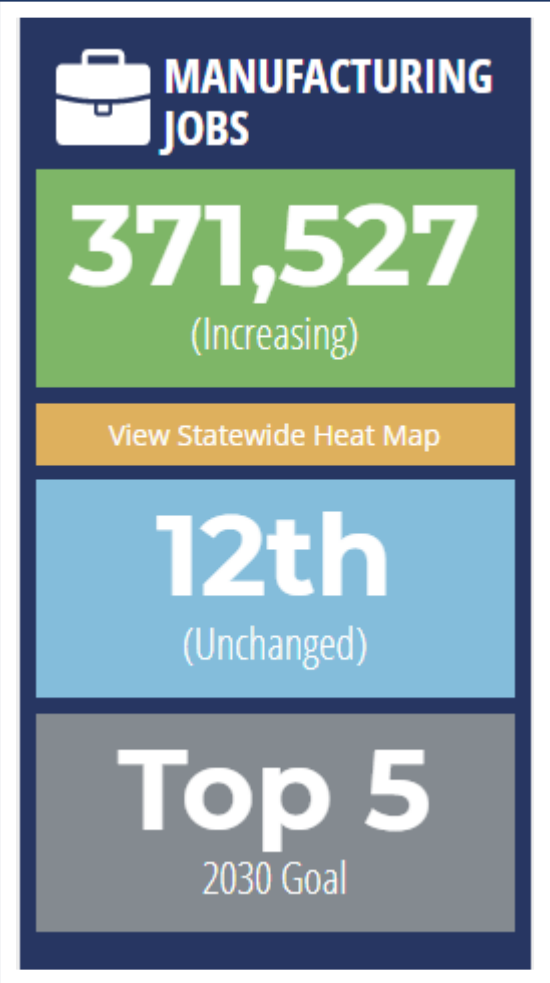 MANUFACTURING
JOBS
371,527
(Increasing)
View Statewide Heat Map
12th
(Unchanged)
Top 5
2030 Goal